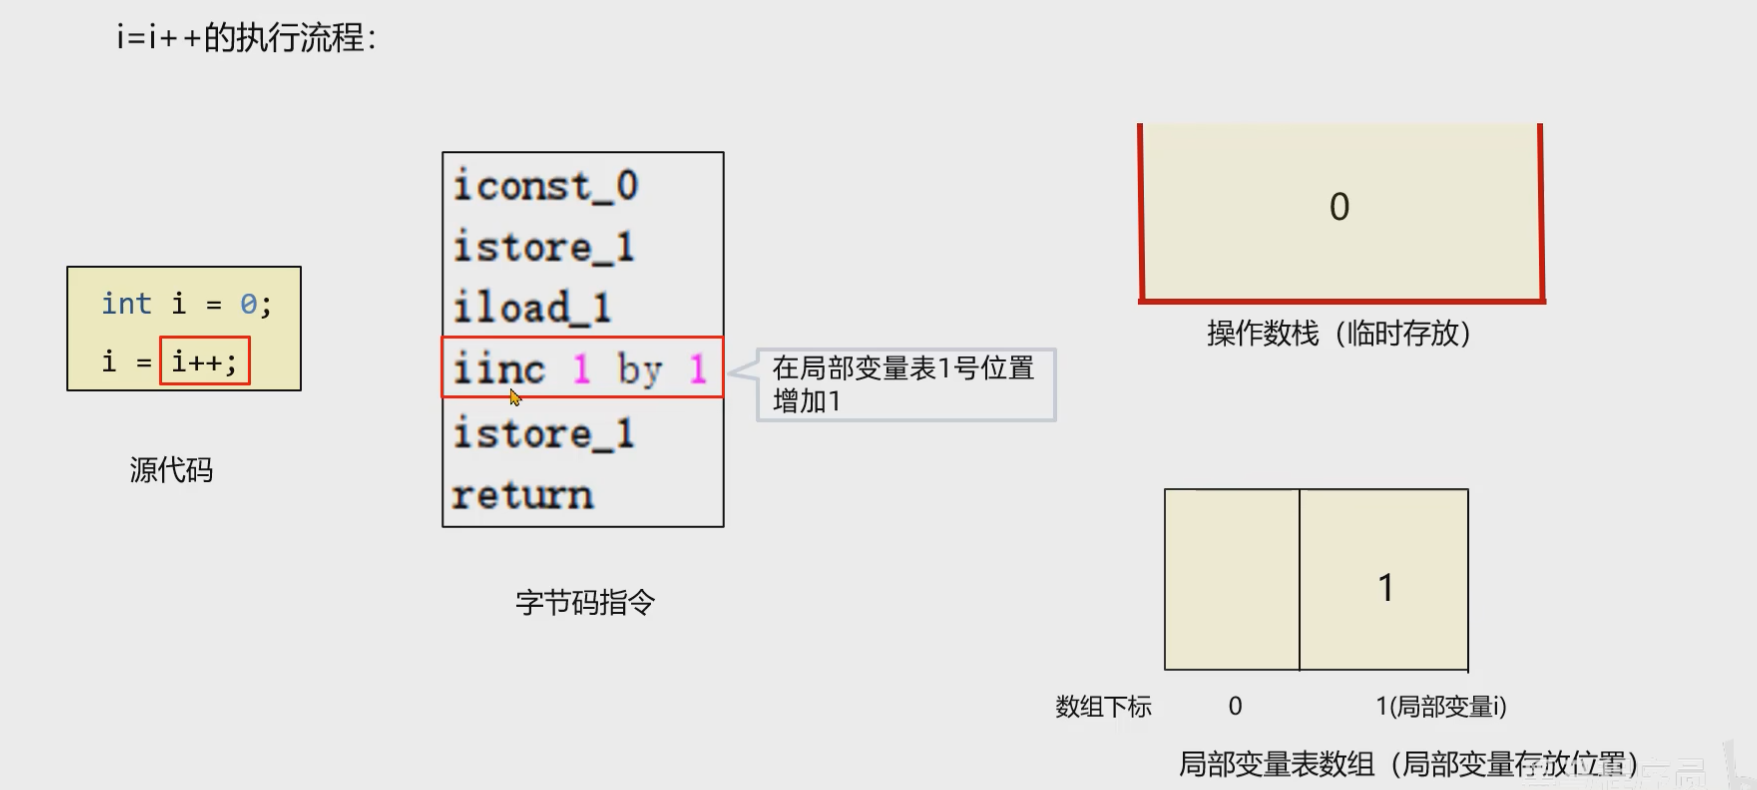 i=i++的执行流程：
int i = 0;
i = i++;
源代码
iconst_0
istore_1
iload_1
iinc 1 by 1
istore_1
return
字节码指令
在局部变量表1号位置
增加1
0
操作数栈（临时存放）
1
数组下标 0 1(局部变量i)
局部变量表数组（局部变量存放位置）